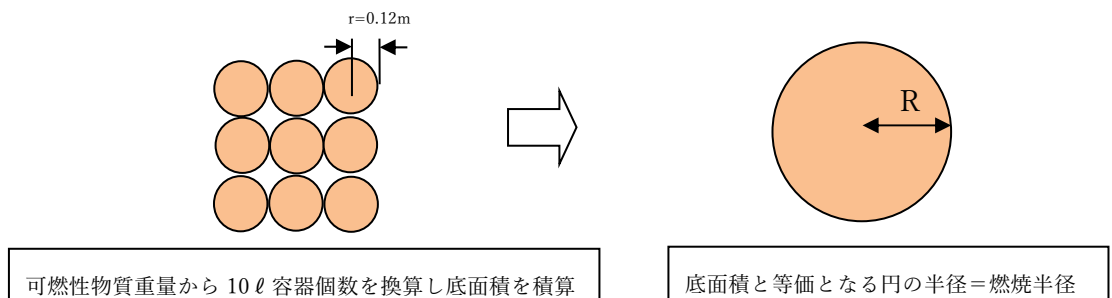 r=0.12m
R
可燃性物質重量から 10ℓ容器個数を換算し底面積を積算
底面積と等価となる円の半径＝燃焼半径